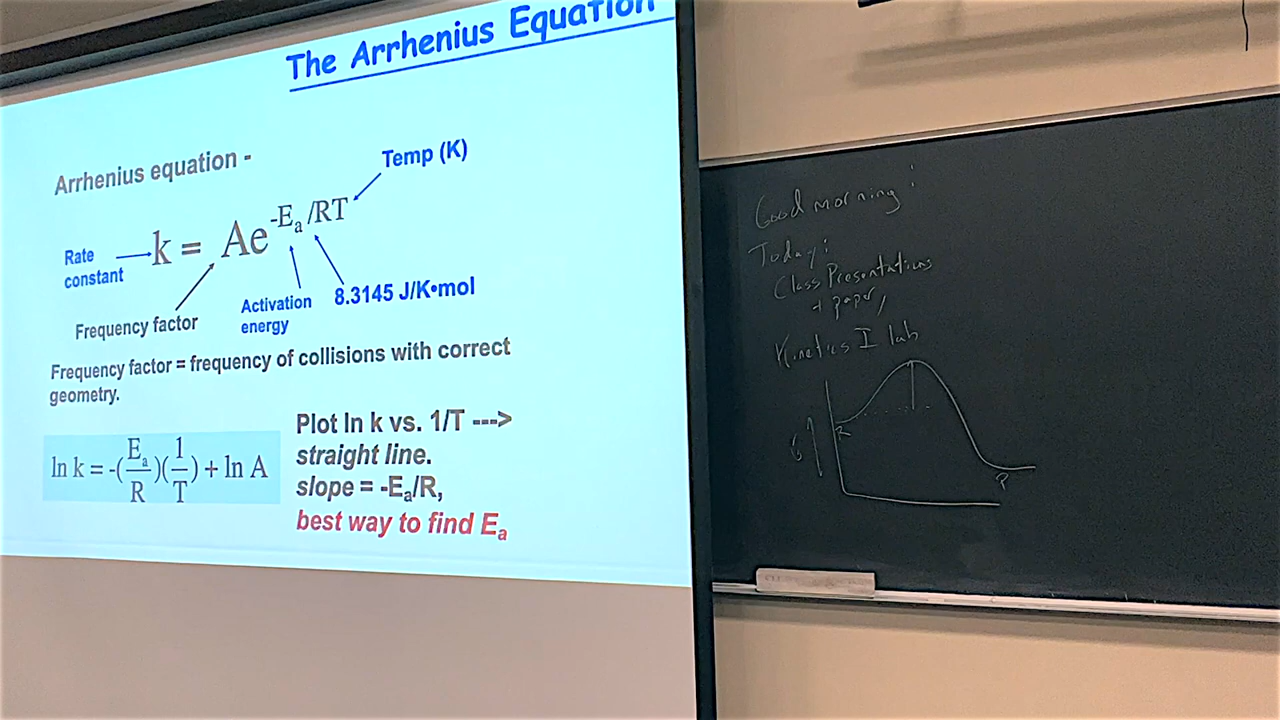 The Arrhenius Equation
Arrhenius equation -
Temp (K)
k = Ae^-Eₐ/RT
Rate
constant
Frequency factor
Activation
energy
8.3145 J/K•mol
Frequency factor = frequency of collisions with correct
geometry.
ln k = -(Eₐ/R)(1/T) + ln A
Plot ln k vs. 1/T --->
straight line.
slope = -Eₐ/R,
best way to find Eₐ
Good morning!
Today:
Class Presentations
+ paper,
Kinetics I lab
R
P